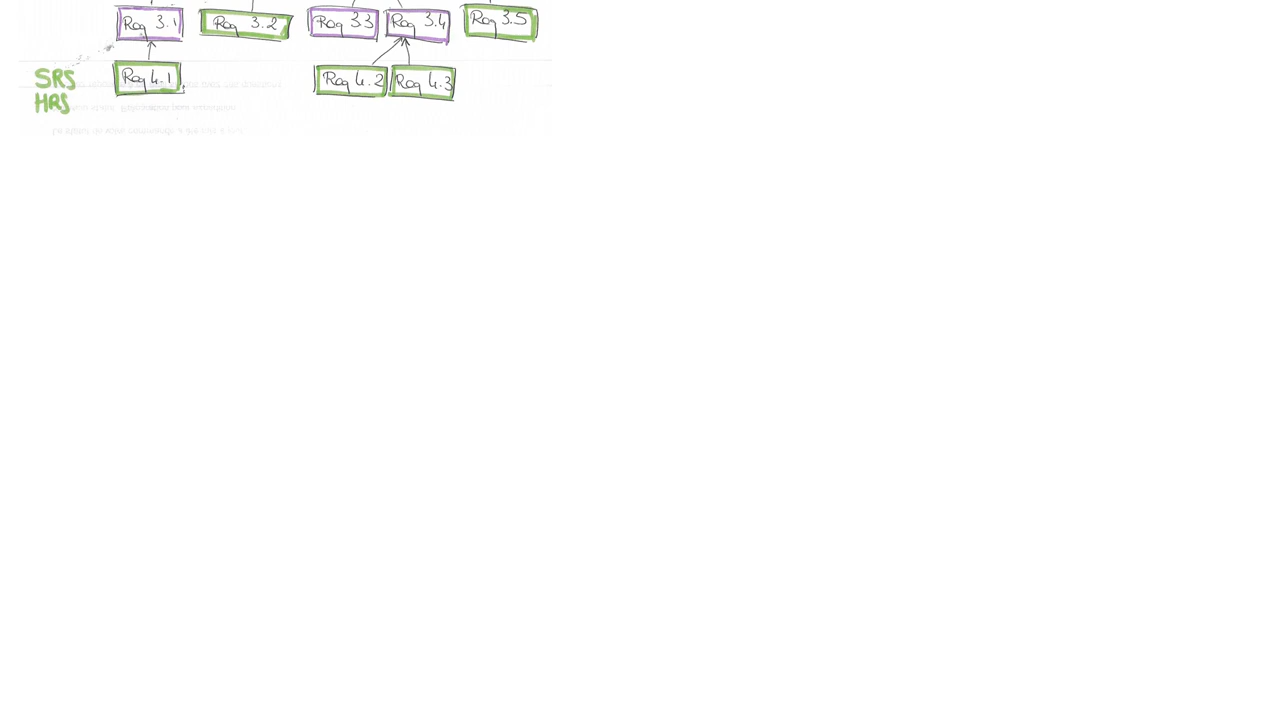 Req 3.1 Req 3.2 Req 3.3 Req 3.4 Req 3.5
SRS Req 4.1 Req 4.2 Req 4.3
HRS